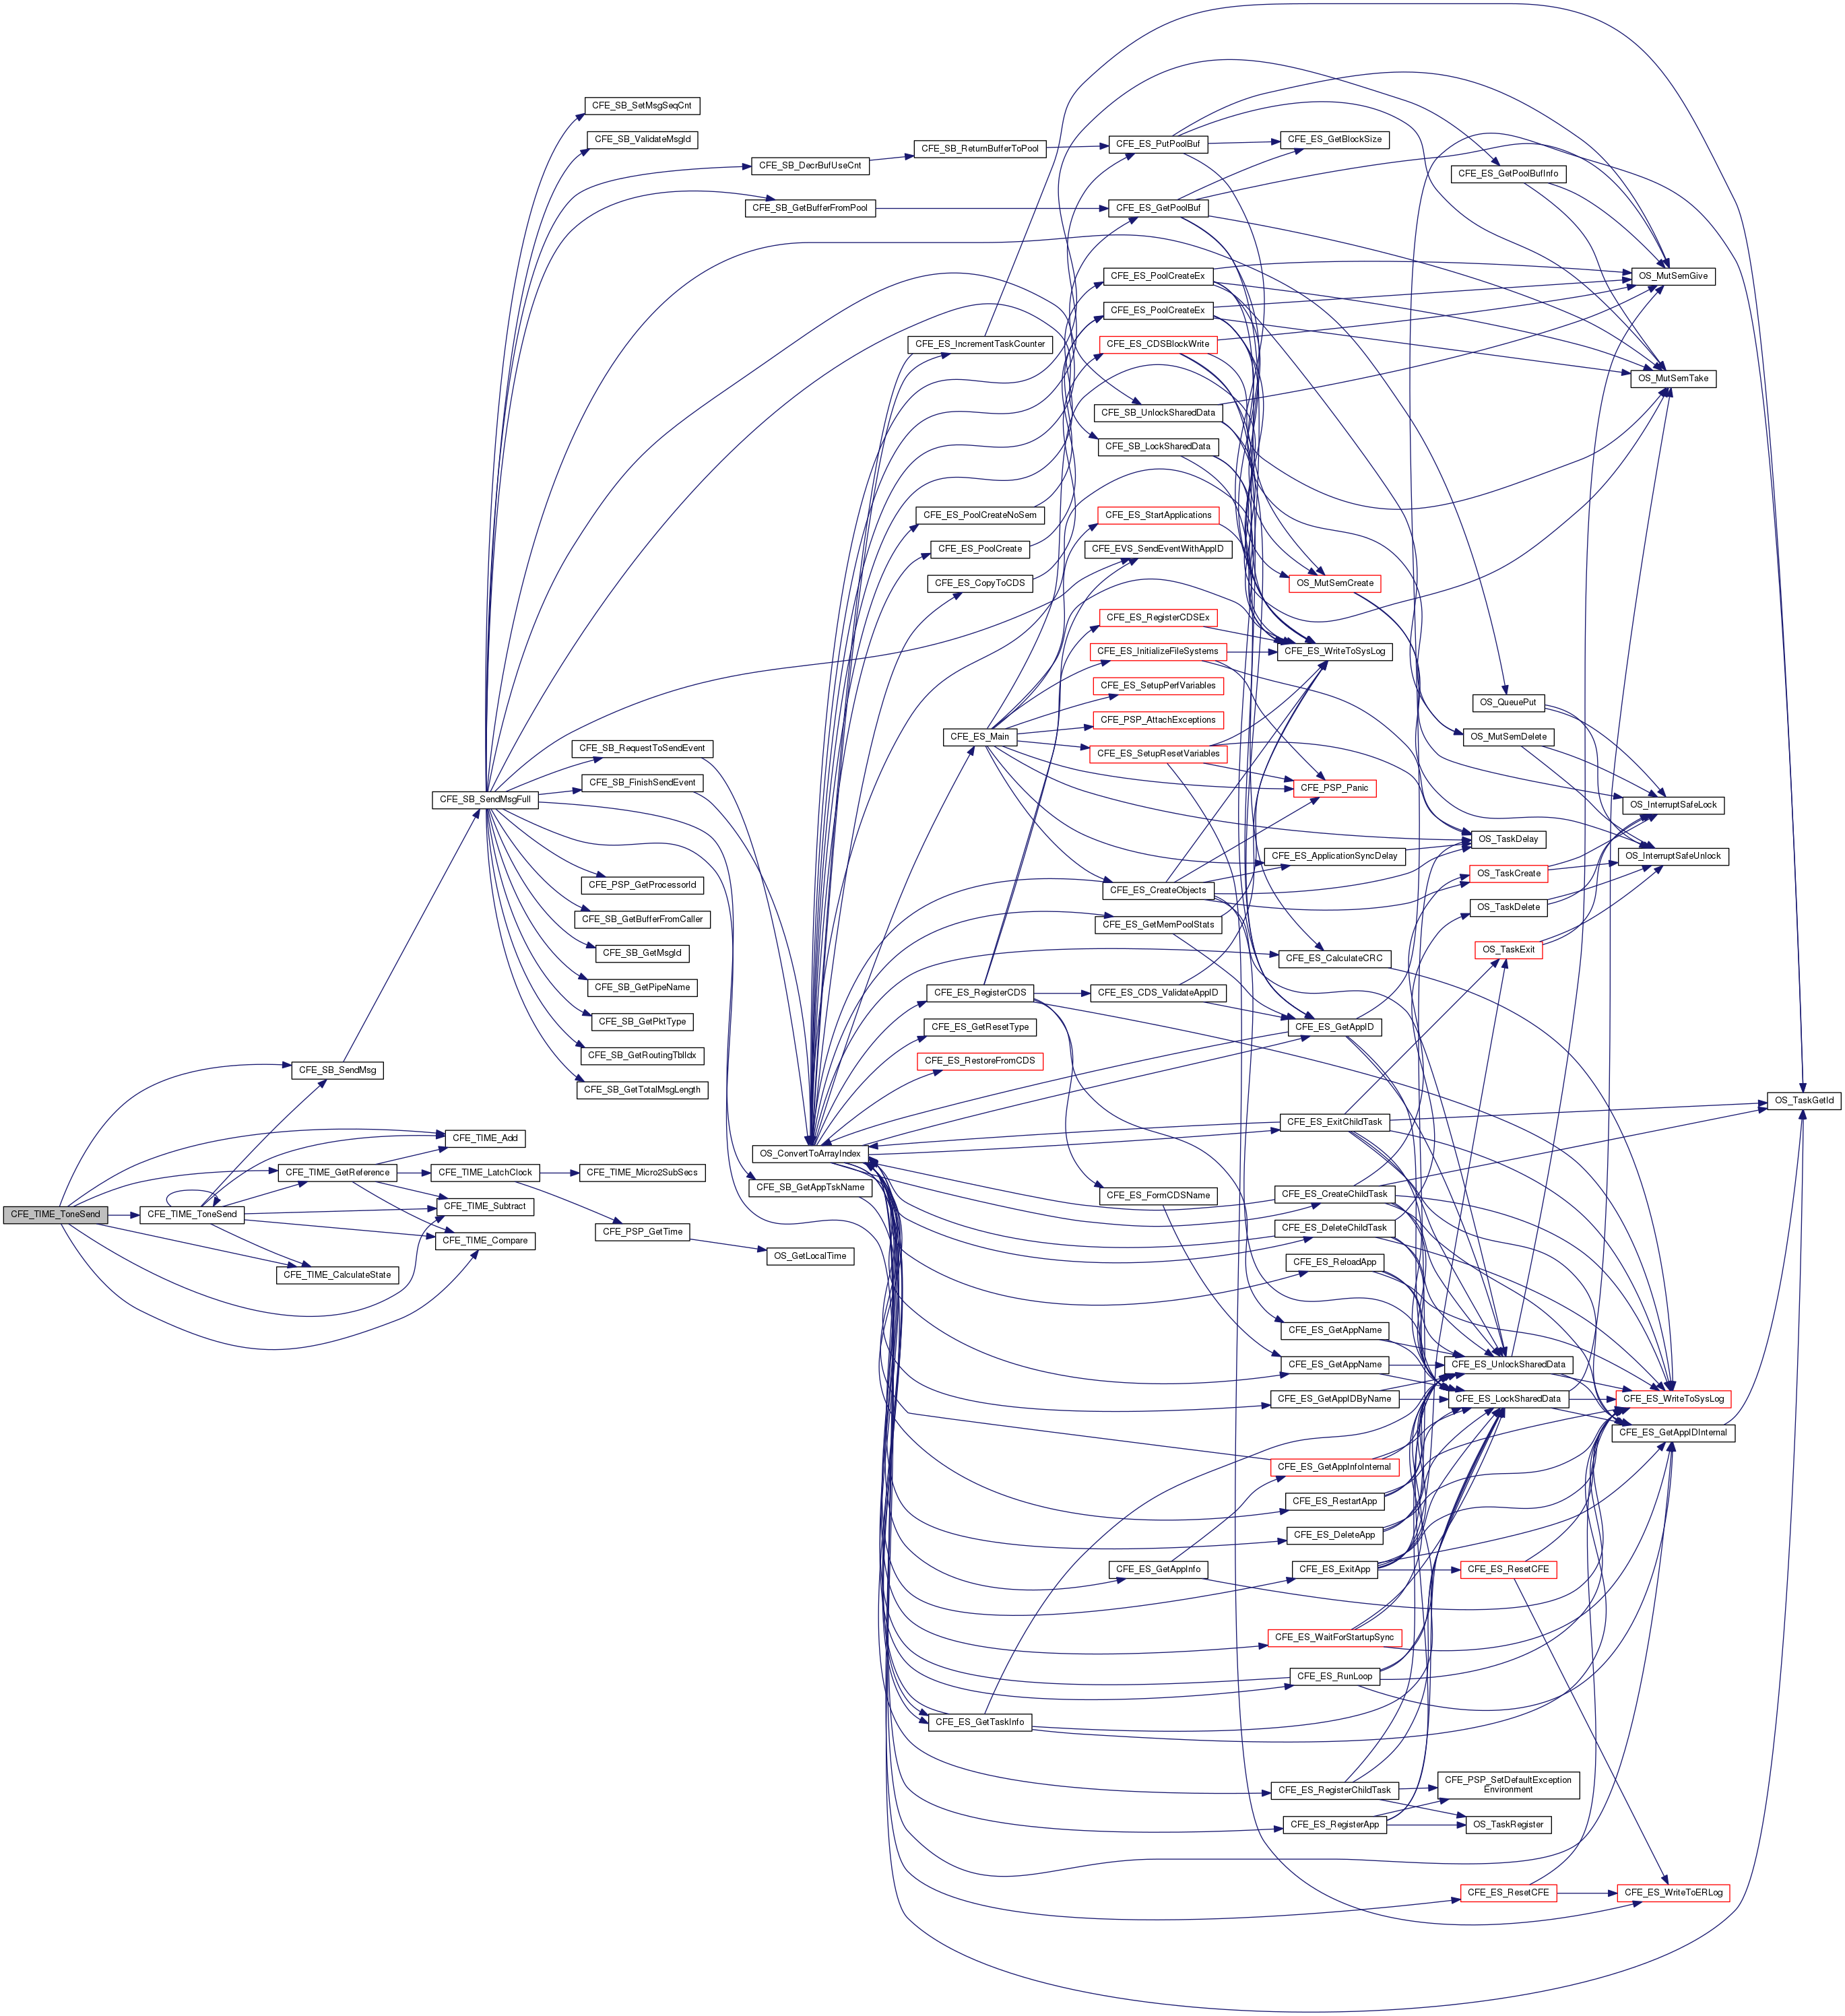 CFE_SB_SetMsgSeqCnt
CFE_SB_ValidateMsgId
CFE_SB_DecrBufUseCnt
CFE_SB_ReturnBufferToPool
CFE_ES_PutPoolBuf
CFE_ES_GetBlockSize
CFE_ES_GetPoolBufInfo
CFE_SB_GetBufferFromPool
CFE_ES_GetPoolBuf
CFE_ES_PoolCreateEx
OS_MutSemGive
CFE_ES_PoolCreateEx
CFE_ES_IncrementTaskCounter
CFE_ES_CDSBlockWrite
OS_MutSemTake
CFE_SB_UnlockSharedData
CFE_SB_LockSharedData
CFE_ES_PoolCreateNoSem
CFE_ES_StartApplications
CFE_ES_PoolCreate
CFE_EVS_SendEventWithAppID
CFE_ES_CopyToCDS
OS_MutSemCreate
CFE_ES_RegisterCDSEx
CFE_ES_InitializeFileSystems
CFE_ES_WriteToSysLog
CFE_ES_SetupPerfVariables
OS_QueuePut
CFE_PSP_AttachExceptions
CFE_ES_Main
OS_MutSemDelete
CFE_SB_RequestToSendEvent
CFE_ES_SetupResetVariables
CFE_SB_FinishSendEvent
CFE_PSP_Panic
CFE_SB_SendMsgFull
OS_InterruptSafeLock
OS_TaskDelay
CFE_ES_ApplicationSyncDelay
OS_InterruptSafeUnlock
OS_TaskCreate
CFE_PSP_GetProcessorId
CFE_ES_CreateObjects
OS_TaskDelete
CFE_SB_GetBufferFromCaller
CFE_ES_GetMemPoolStats
OS_TaskExit
CFE_SB_GetMsgId
CFE_ES_CalculateCRC
CFE_SB_GetPipeName
CFE_ES_RegisterCDS
CFE_ES_CDS_ValidateAppID
CFE_SB_GetPktType
CFE_ES_GetResetType
CFE_ES_GetAppID
CFE_SB_GetRoutingTblIdx
CFE_ES_RestoreFromCDS
CFE_SB_SendMsg
CFE_SB_GetTotalMsgLength
OS_TaskGetId
CFE_ES_ExitChildTask
CFE_TIME_Add
OS_ConvertToArrayIndex
CFE_TIME_GetReference
CFE_TIME_LatchClock
CFE_TIME_Micro2SubSecs
CFE_SB_GetAppTskName
CFE_ES_FormCDSName
CFE_ES_CreateChildTask
CFE_TIME_ToneSend
CFE_TIME_ToneSend
CFE_TIME_Subtract
CFE_PSP_GetTime
CFE_ES_DeleteChildTask
CFE_TIME_Compare
OS_GetLocalTime
CFE_ES_ReloadApp
CFE_TIME_CalculateState
CFE_ES_GetAppName
CFE_ES_GetAppName
CFE_ES_UnlockSharedData
CFE_ES_GetAppIDByName
CFE_ES_LockSharedData
CFE_ES_WriteToSysLog
CFE_ES_GetAppIDInternal
CFE_ES_GetAppInfoInternal
CFE_ES_RestartApp
CFE_ES_DeleteApp
CFE_ES_GetAppInfo
CFE_ES_ExitApp
CFE_ES_ResetCFE
CFE_ES_WaitForStartupSync
CFE_ES_RunLoop
CFE_ES_GetTaskInfo
CFE_ES_RegisterChildTask
CFE_PSP_SetDefaultException
Environment
CFE_ES_RegisterApp
OS_TaskRegister
CFE_ES_ResetCFE
CFE_ES_WriteToERLog